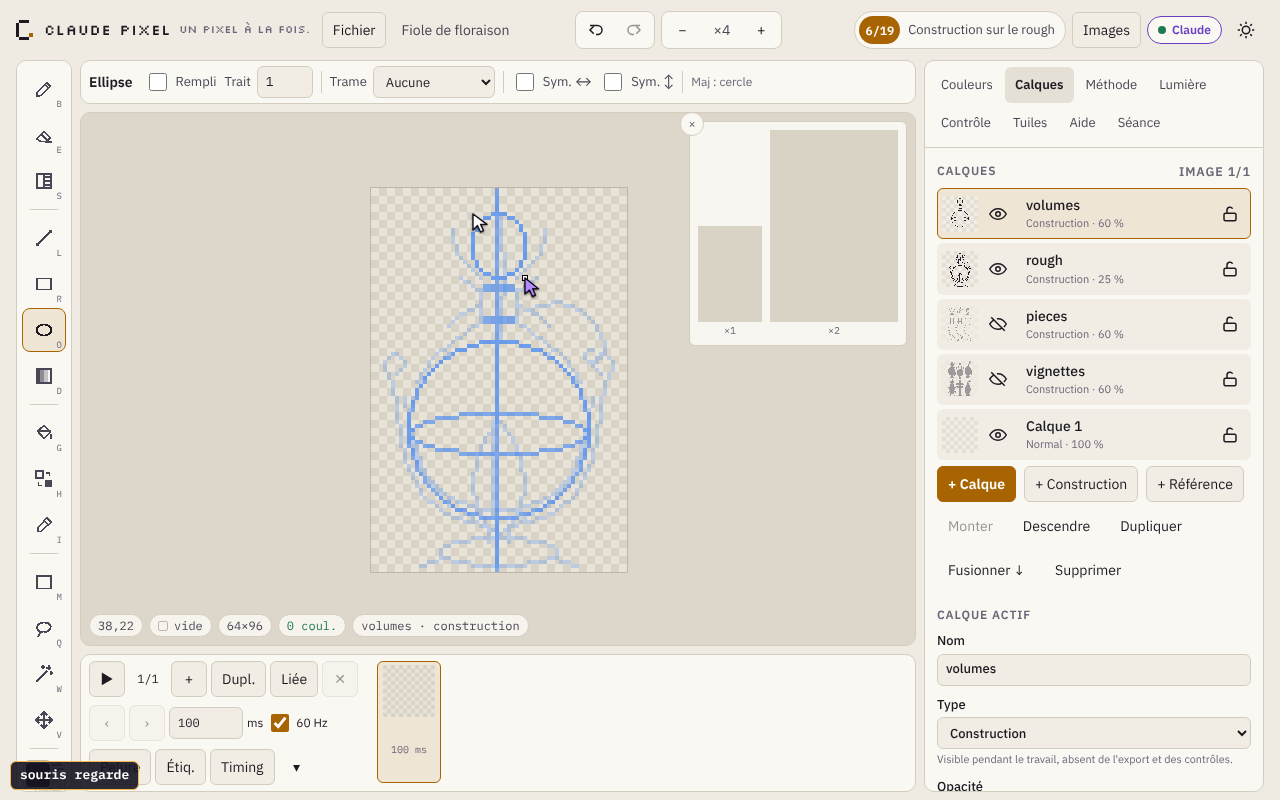 CLAUDE PIXEL UN PIXEL À LA FOIS. Fichier Fiole de floraison − ×4 + 6/19 Construction sur le rough Images Claude
Ellipse Rempli Trait 1 Trame Aucune Sym. ↔ Sym. ↕ Maj : cercle
Couleurs Calques Méthode Lumière
Contrôle Tuiles Aide Séance
B
E
S
L
R
O
D
G
H
I
M
Q
W
V
×
×1 ×2
CALQUES IMAGE 1/1
volumes
Construction · 60 %
rough
Construction · 25 %
pieces
Construction · 60 %
vignettes
Construction · 60 %
Calque 1
Normal · 100 %
+ Calque + Construction + Référence
Monter Descendre Dupliquer
Fusionner ↓ Supprimer
CALQUE ACTIF
Nom
volumes
Type
Construction
Visible pendant le travail, absent de l'export et des contrôles.
Opacité
38,22 vide 64×96 0 coul. volumes · construction
1/1 + Dupl. Liée ×
‹ › 100 ms 60 Hz
100 ms
Étiq. Timing ▼
souris regarde